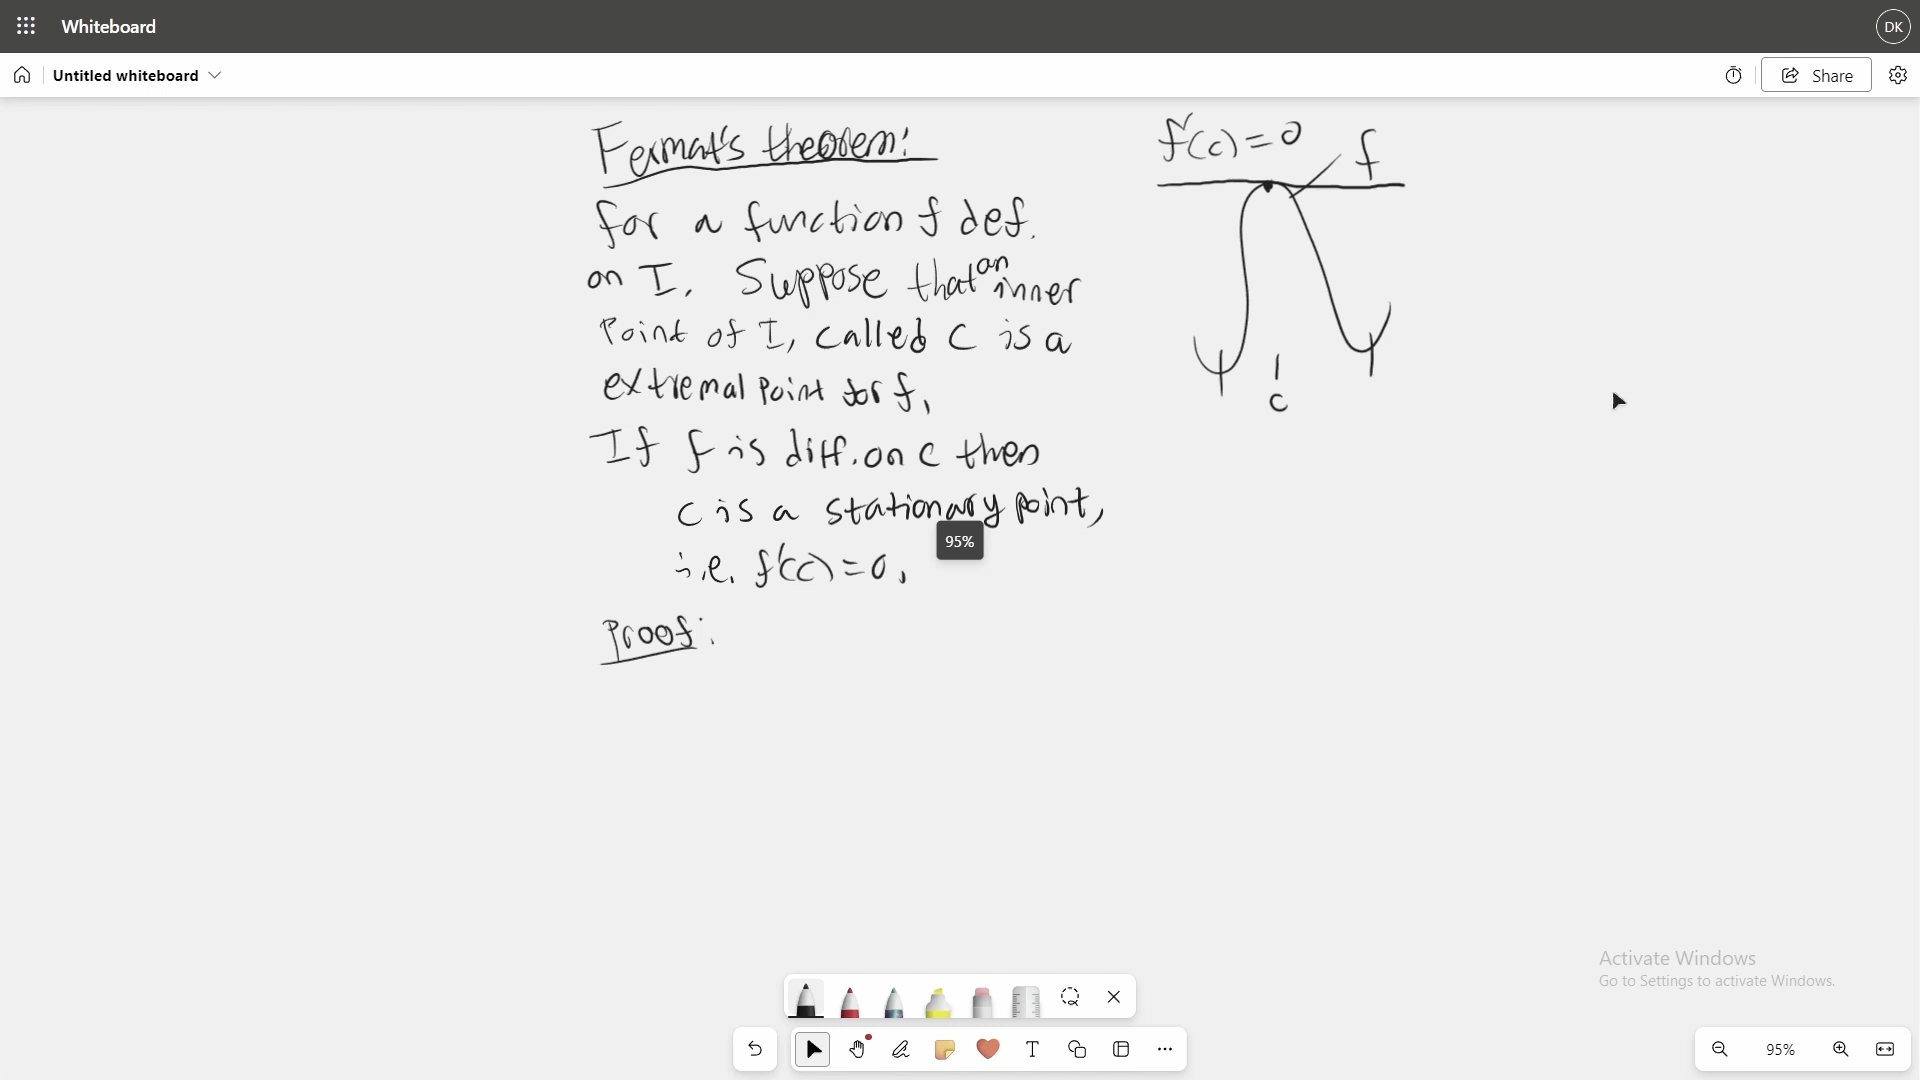 Whiteboard
DK
Untitled whiteboard
Share
Fermat's theorem:
for a function f def.
on I. Suppose that an inner
Point of I, called c is a
extremal point for f,
If f is diff. on c then
c is a stationary point,
95%
i.e. f'(c)=0,
Proof:
f'(c)=0
f
c
Activate Windows
Go to Settings to activate Windows.
95%